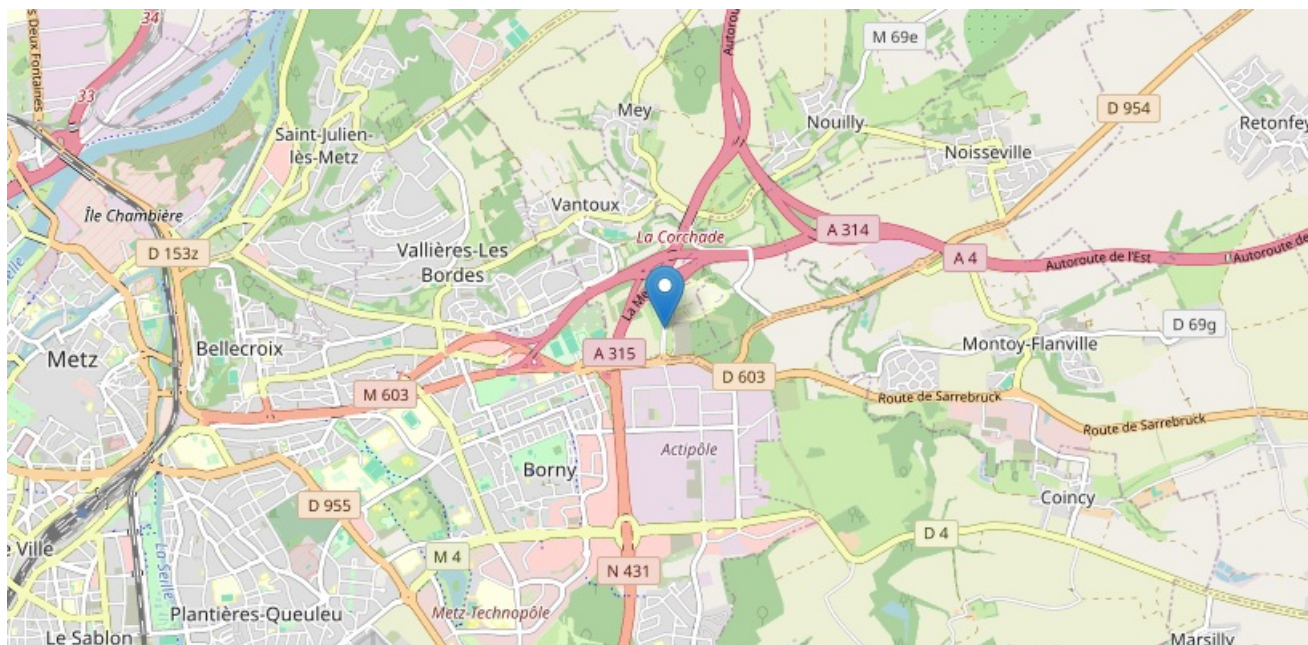 34
s Deux Fontaines
33
Autorou
M 69e
Mey
Nouilly
D 954
Retonfey
Saint-Julien-
lès-Metz
Noisseville
Île Chambière
Vantoux
La Corchade
A 314
D 153z
Vallières-Les
Bordes
A 4
Autoroute de l'Est
Autoroute de
La Me
Metz
Bellecroix
A 315
D 69g
Montoy-Flanville
M 603
D 603
Route de Sarrebruck
Route de Sarrebruck
Actipôle
Borny
Coincy
D 955
D 4
e Ville
La Seille
M 4
N 431
Plantières-Queuleu
Metz-Technopôle
Le Sablon
Marsilly